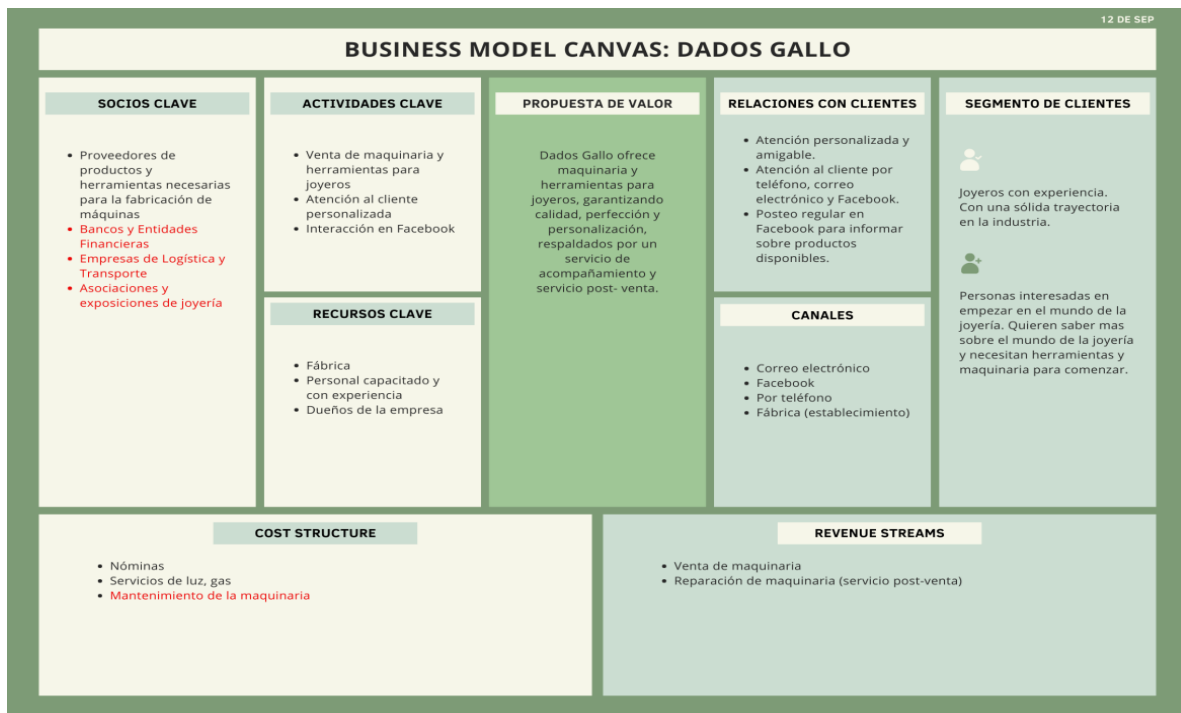 12 DE SEP
BUSINESS MODEL CANVAS: DADOS GALLO
SOCIOS CLAVE
• Proveedores de
productos y
herramientas necesarias
para la fabricación de
máquinas
• Bancos y Entidades
Financieras
• Empresas de Logística y
Transporte
• Asociaciones y
exposiciones de joyería
ACTIVIDADES CLAVE
• Venta de maquinaria y
herramientas para
joyeros
• Atención al cliente
personalizada
• Interacción en Facebook
RECURSOS CLAVE
• Fábrica
• Personal capacitado y
con experiencia
• Dueños de la empresa
PROPUESTA DE VALOR
Dados Gallo ofrece
maquinaria y
herramientas para
joyeros, garantizando
calidad, perfección y
personalización,
respaldados por un
servicio de
acompañamiento y
servicio post- venta.
RELACIONES CON CLIENTES
• Atención personalizada y
amigable.
• Atención al cliente por
teléfono, correo
electrónico y Facebook.
• Posteo regular en
Facebook para informar
sobre productos
disponibles.
CANALES
• Correo electrónico
• Facebook
• Por teléfono
• Fábrica (establecimiento)
SEGMENTO DE CLIENTES
Joyeros con experiencia.
Con una sólida trayectoria
en la industria.
Personas interesadas en
empezar en el mundo de la
joyería. Quieren saber mas
sobre el mundo de la joyería
y necesitan herramientas y
maquinaria para comenzar.
COST STRUCTURE
• Nóminas
• Servicios de luz, gas
• Mantenimiento de la maquinaria
REVENUE STREAMS
• Venta de maquinaria
• Reparación de maquinaria (servicio post-venta)